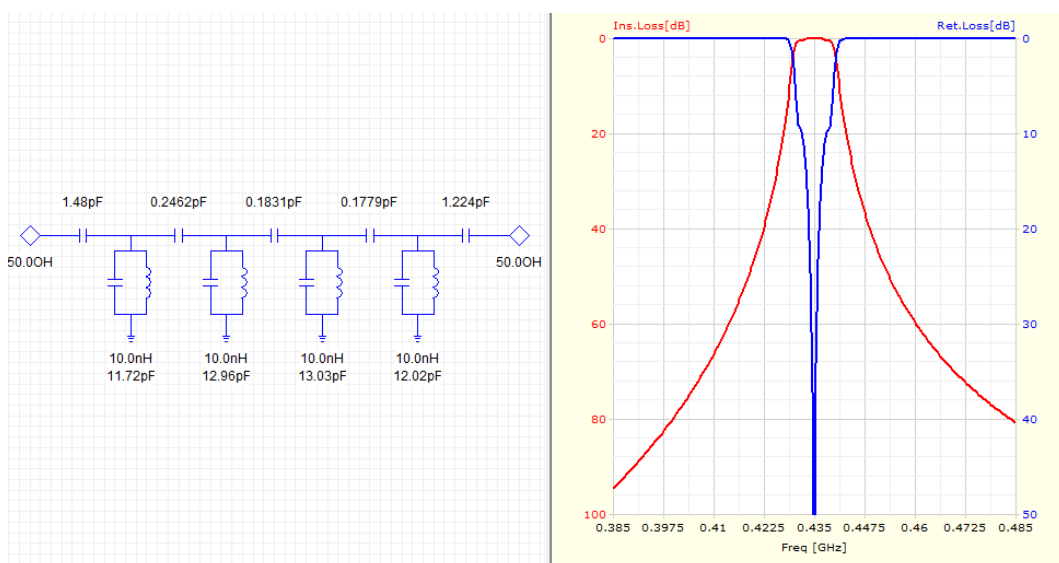 1.48pF 0.2462pF 0.1831pF 0.1779pF 1.224pF
50.0OH 50.0OH
10.0nH 10.0nH 10.0nH 10.0nH
11.72pF 12.96pF 13.03pF 12.02pF
Ins.Loss[dB] Ret.Loss[dB]
0 0
20 10
40 20
60 30
80 40
100 50
0.385 0.3975 0.41 0.4225 0.435 0.4475 0.46 0.4725 0.485
Freq [GHz]